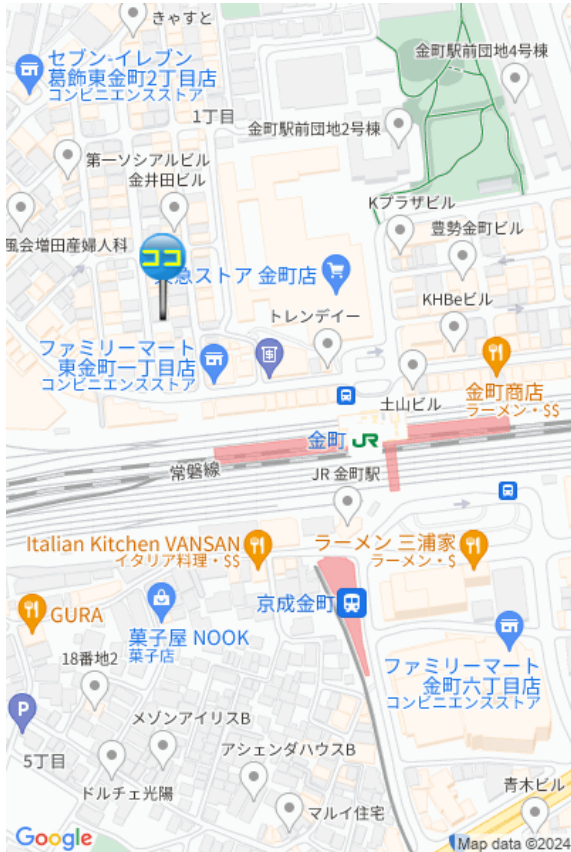 きゃすと
セブン-イレブン
葛飾東金町2丁目店
コンビニエンスストア
金町駅前団地4号棟
1丁目
金町駅前団地2号棟
第一ソシアルビル
金井田ビル
Kプラザビル
風会増田産婦人科
豊勢金町ビル
ココ
急ストア 金町店
KHBeビル
トレンデイー
ファミリーマート
東金町一丁目店
コンビニエンスストア
金町商店
ラーメン・$$
土山ビル
金町 JR
常磐線
JR 金町駅
Italian Kitchen VANSAN
イタリア料理・$$
ラーメン 三浦家
ラーメン・$
京成金町
GURA
菓子屋 NOOK
菓子店
ファミリーマート
金町六丁目店
コンビニエンスストア
18番地2
P
メゾンアイリスB
5丁目
アシェンダハウスB
ドルチェ光陽
青木ビル
マルイ住宅
Google
Map data ©2024